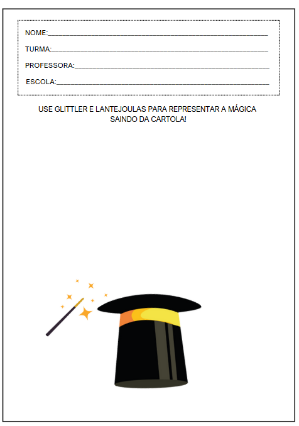 NOME:
TURMA:
PROFESSORA:
ESCOLA:
USE GLITTLER E LANTEJOULAS PARA REPRESENTAR A MÁGICA
SAINDO DA CARTOLA!